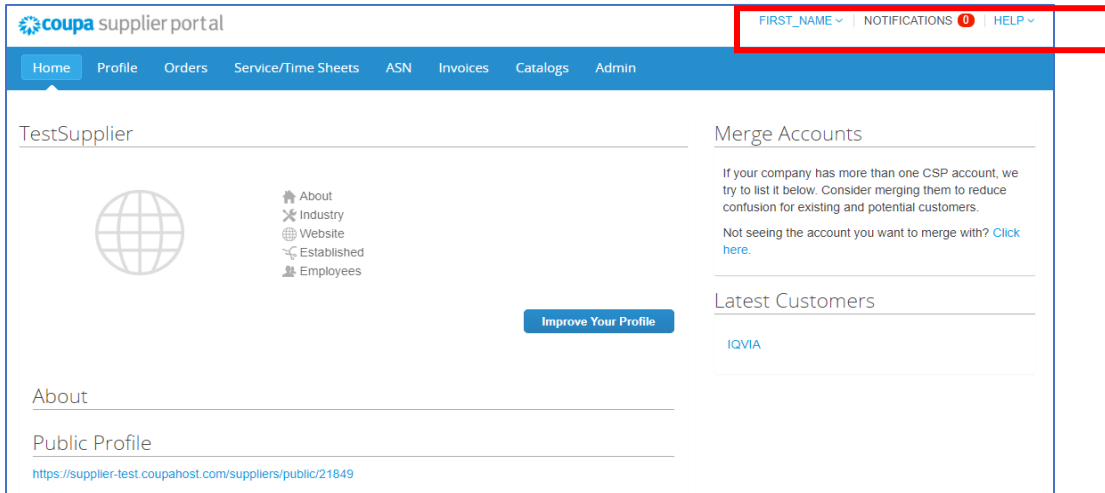 coupa supplier portal
FIRST_NAME | NOTIFICATIONS 0 | HELP
Home Profile Orders Service/Time Sheets ASN Invoices Catalogs Admin
TestSupplier
About
Industry
Website
Established
Employees
Improve Your Profile
About
Public Profile
https://supplier-test.coupahost.com/suppliers/public/21849
Merge Accounts
If your company has more than one CSP account, we
try to list it below. Consider merging them to reduce
confusion for existing and potential customers.
Not seeing the account you want to merge with? Click
here.
Latest Customers
IQVIA